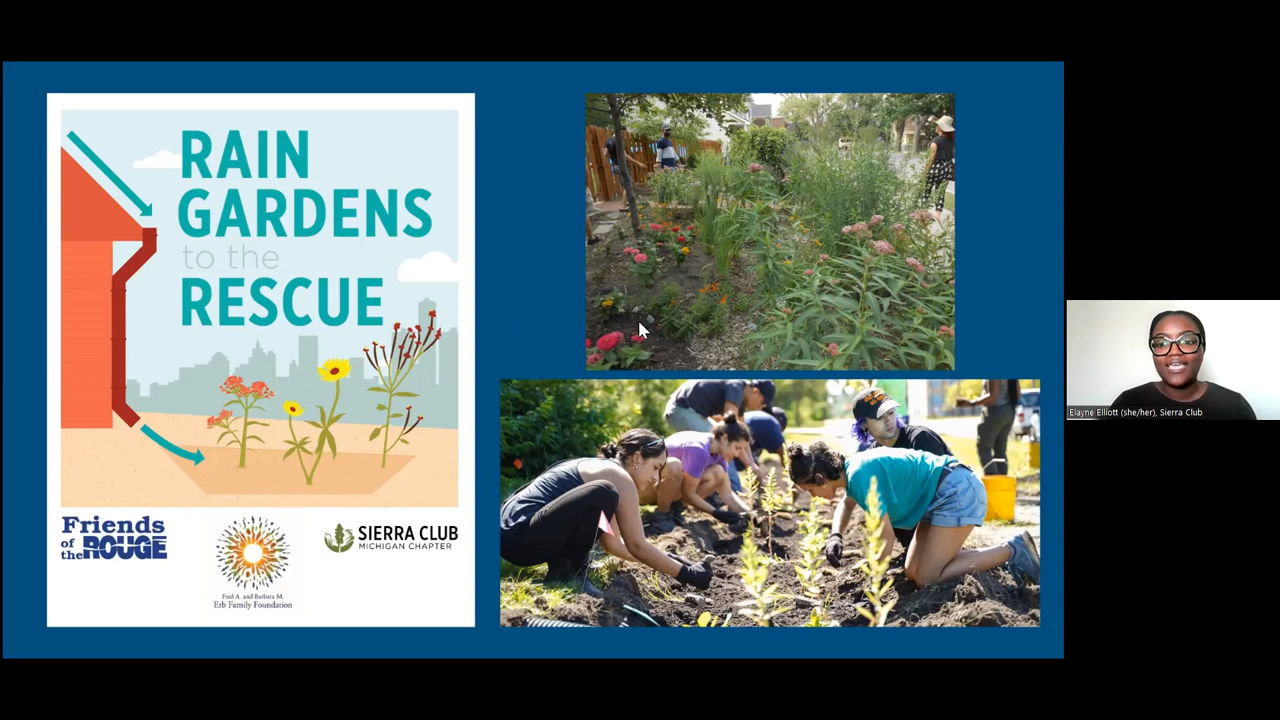 RAIN
GARDENS
to the
RESCUE
Friends
of
the ROUGE
Fred A. and Barbara M.
Erb Family Foundation
SIERRA CLUB
MICHIGAN CHAPTER
Elayne Elliott (she/her), Sierra Club